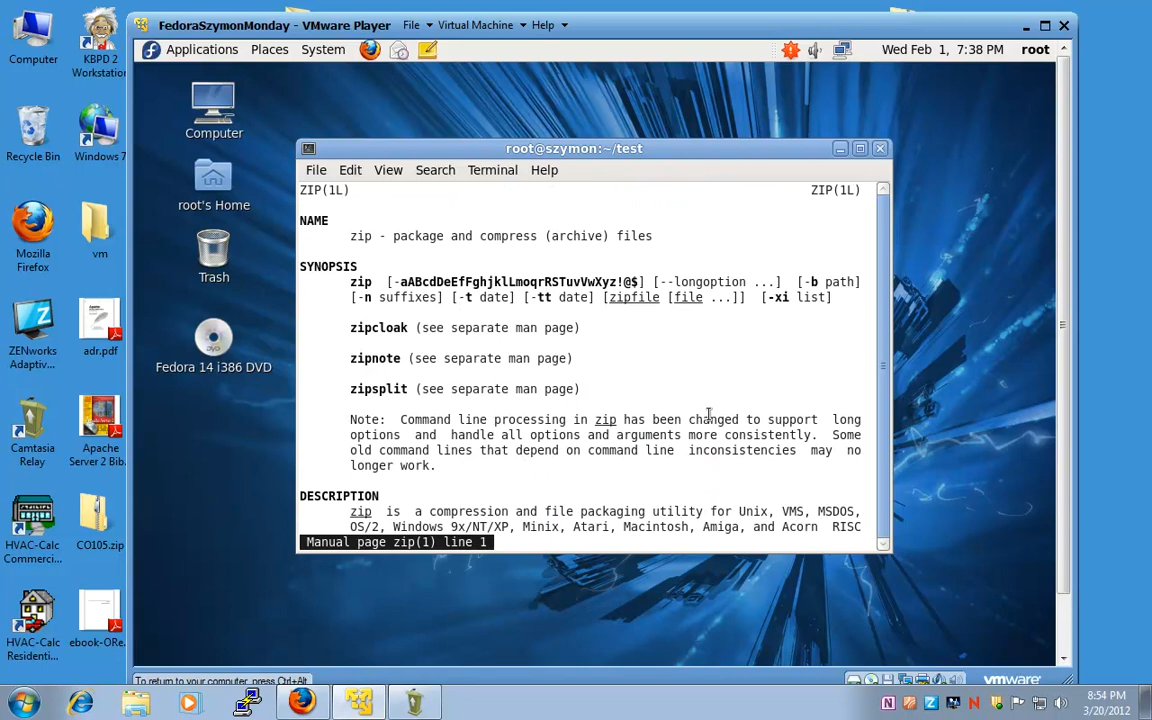 FedoraSzymonMonday - VMware Player File Virtual Machine Help
Applications Places System Wed Feb 1, 7:38 PM root
Computer
KBPD 2
Workstation
Recycle Bin
Windows 7
Mozilla
Firefox
vm
ZENworks
Adaptiv...
adr.pdf
Camtasia
Relay
Apache
Server 2 Bib...
HVAC-Calc
Commerci...
CO105.zip
HVAC-Calc
Residenti...
ebook-ORe...
Computer
root's Home
Trash
Fedora 14 i386 DVD
root@szymon:~/test
File Edit View Search Terminal Help
ZIP(1L) ZIP(1L)
NAME
zip - package and compress (archive) files
SYNOPSIS
zip [-aABcdDeEfFghjklLmoqrRSTuvVwXyz!@$] [--longoption ...] [-b path]
[-n suffixes] [-t date] [-tt date] [zipfile [file ...]] [-xi list]
zipcloak (see separate man page)
zipnote (see separate man page)
zipsplit (see separate man page)
Note: Command line processing in zip has been changed to support long
options and handle all options and arguments more consistently. Some
old command lines that depend on command line inconsistencies may no
longer work.
DESCRIPTION
zip is a compression and file packaging utility for Unix, VMS, MSDOS,
OS/2, Windows 9x/NT/XP, Minix, Atari, Macintosh, Amiga, and Acorn RISC
Manual page zip(1) line 1
To return to your computer, press Ctrl+Alt.
vmware
8:54 PM
3/20/2012